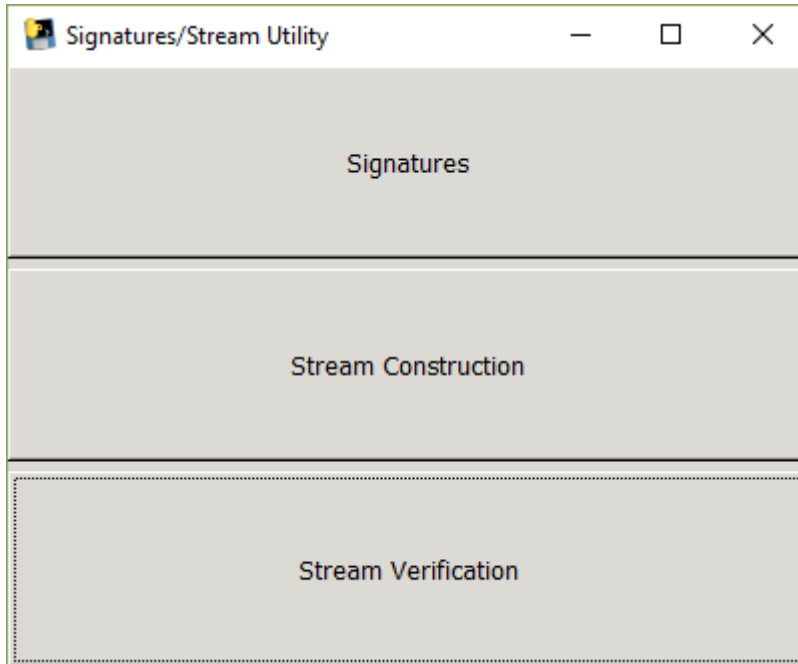 Signatures/Stream Utility
Signatures
Stream Construction
Stream Verification